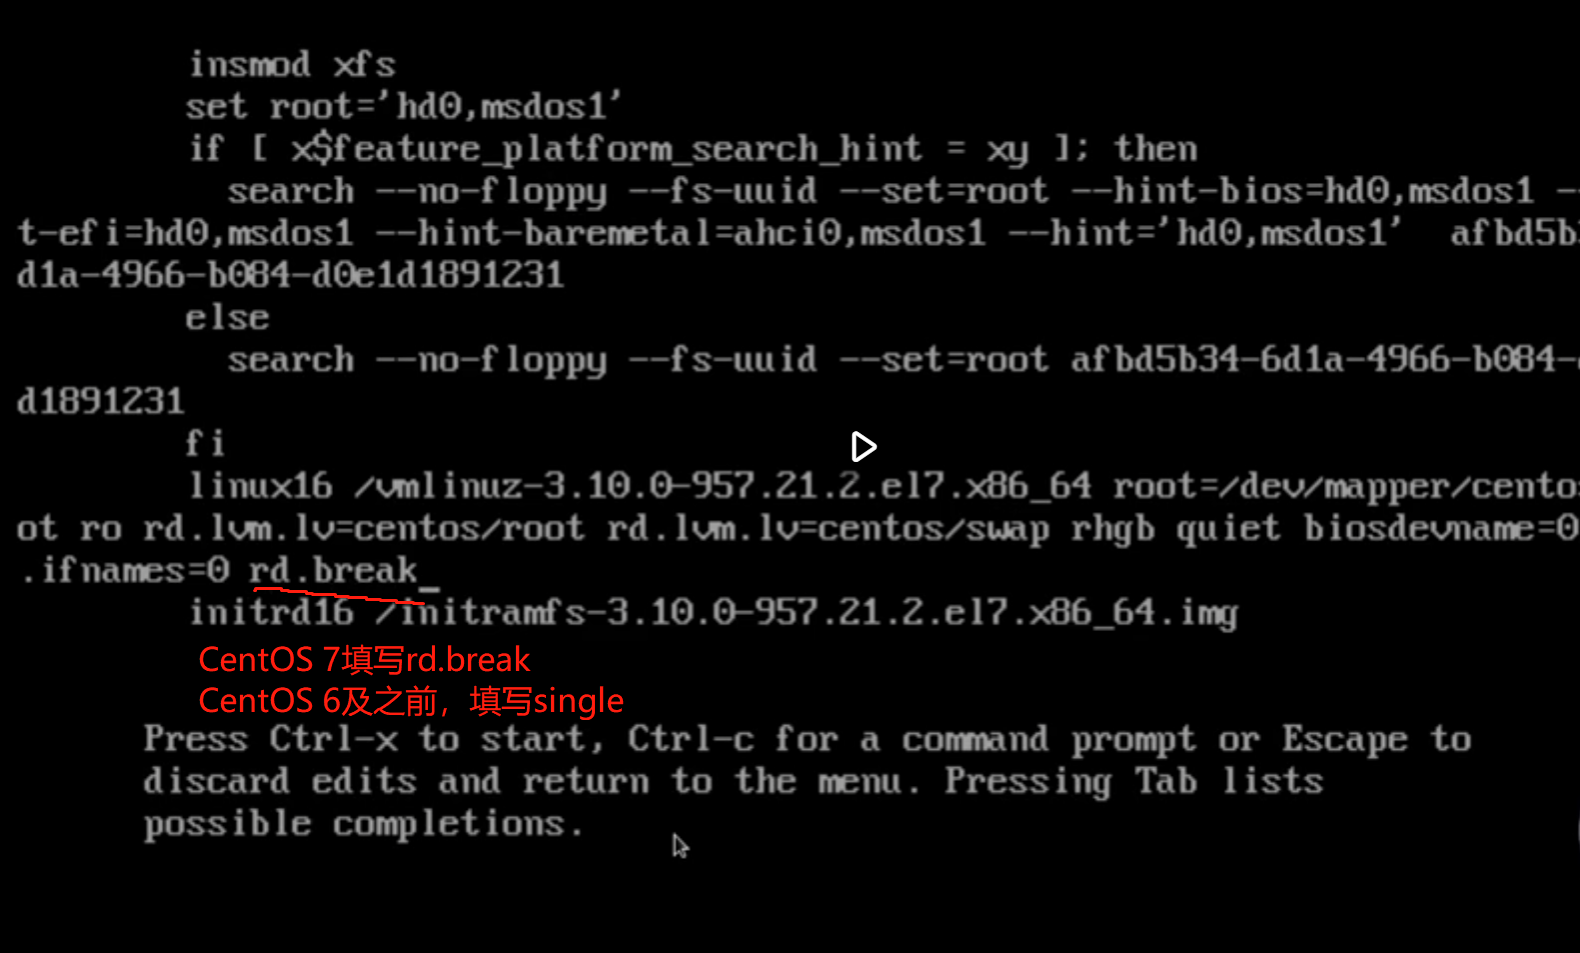 insmod xfs
set root='hd0,msdos1'
if [ x$feature_platform_search_hint = xy ]; then
search --no-floppy --fs-uuid --set=root --hint-bios=hd0,msdos1 --
t-efi=hd0,msdos1 --hint-baremetal=ahci0,msdos1 --hint='hd0,msdos1' afbd5b3
d1a-4966-b084-d0e1d1891231
else
search --no-floppy --fs-uuid --set=root afbd5b34-6d1a-4966-b084-
d1891231
fi
linux16 /vmlinuz-3.10.0-957.21.2.el7.x86_64 root=/dev/mapper/centos
ot ro rd.lvm.lv=centos/root rd.lvm.lv=centos/swap rhgb quiet biosdevname=0
.ifnames=0 rd.break_
initrd16 /initramfs-3.10.0-957.21.2.el7.x86_64.img
CentOS 7填写rd.break
CentOS 6及之前，填写single
Press Ctrl-x to start, Ctrl-c for a command prompt or Escape to
discard edits and return to the menu. Pressing Tab lists
possible completions.